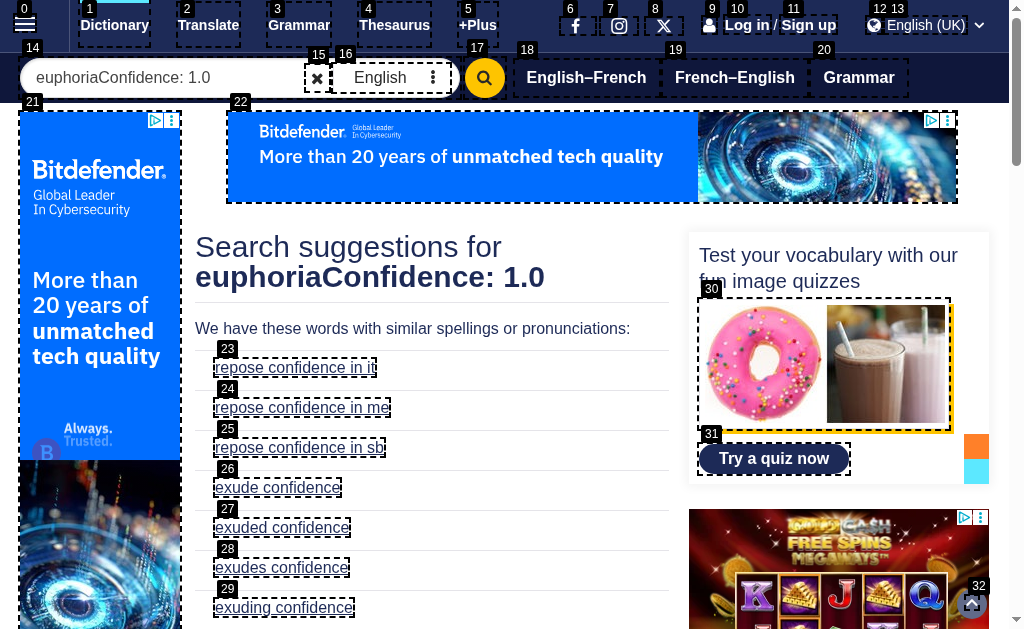 0 1 2 3 4 5 6 7 8 9 10 11 12 13
Dictionary Translate Grammar Thesaurus +Plus Log in / Sign up English (UK)
14 15 16 17 18 19 20
euphoriaConfidence: 1.0 English English–French French–English Grammar
21 22
Bitdefender Global Leader In Cybersecurity
More than 20 years of unmatched tech quality
Bitdefender
Global Leader
In Cybersecurity
More than
20 years of
unmatched
tech quality
Always.
Trusted.
B
Search suggestions for
euphoriaConfidence: 1.0
We have these words with similar spellings or pronunciations:
23
repose confidence in it
24
repose confidence in me
25
repose confidence in sb
26
exude confidence
27
exuded confidence
28
exudes confidence
29
exuding confidence
Test your vocabulary with our
fun image quizzes
30
31
Try a quiz now
CASH
FREE SPINS
MEGAWAYS™
K J Q
32